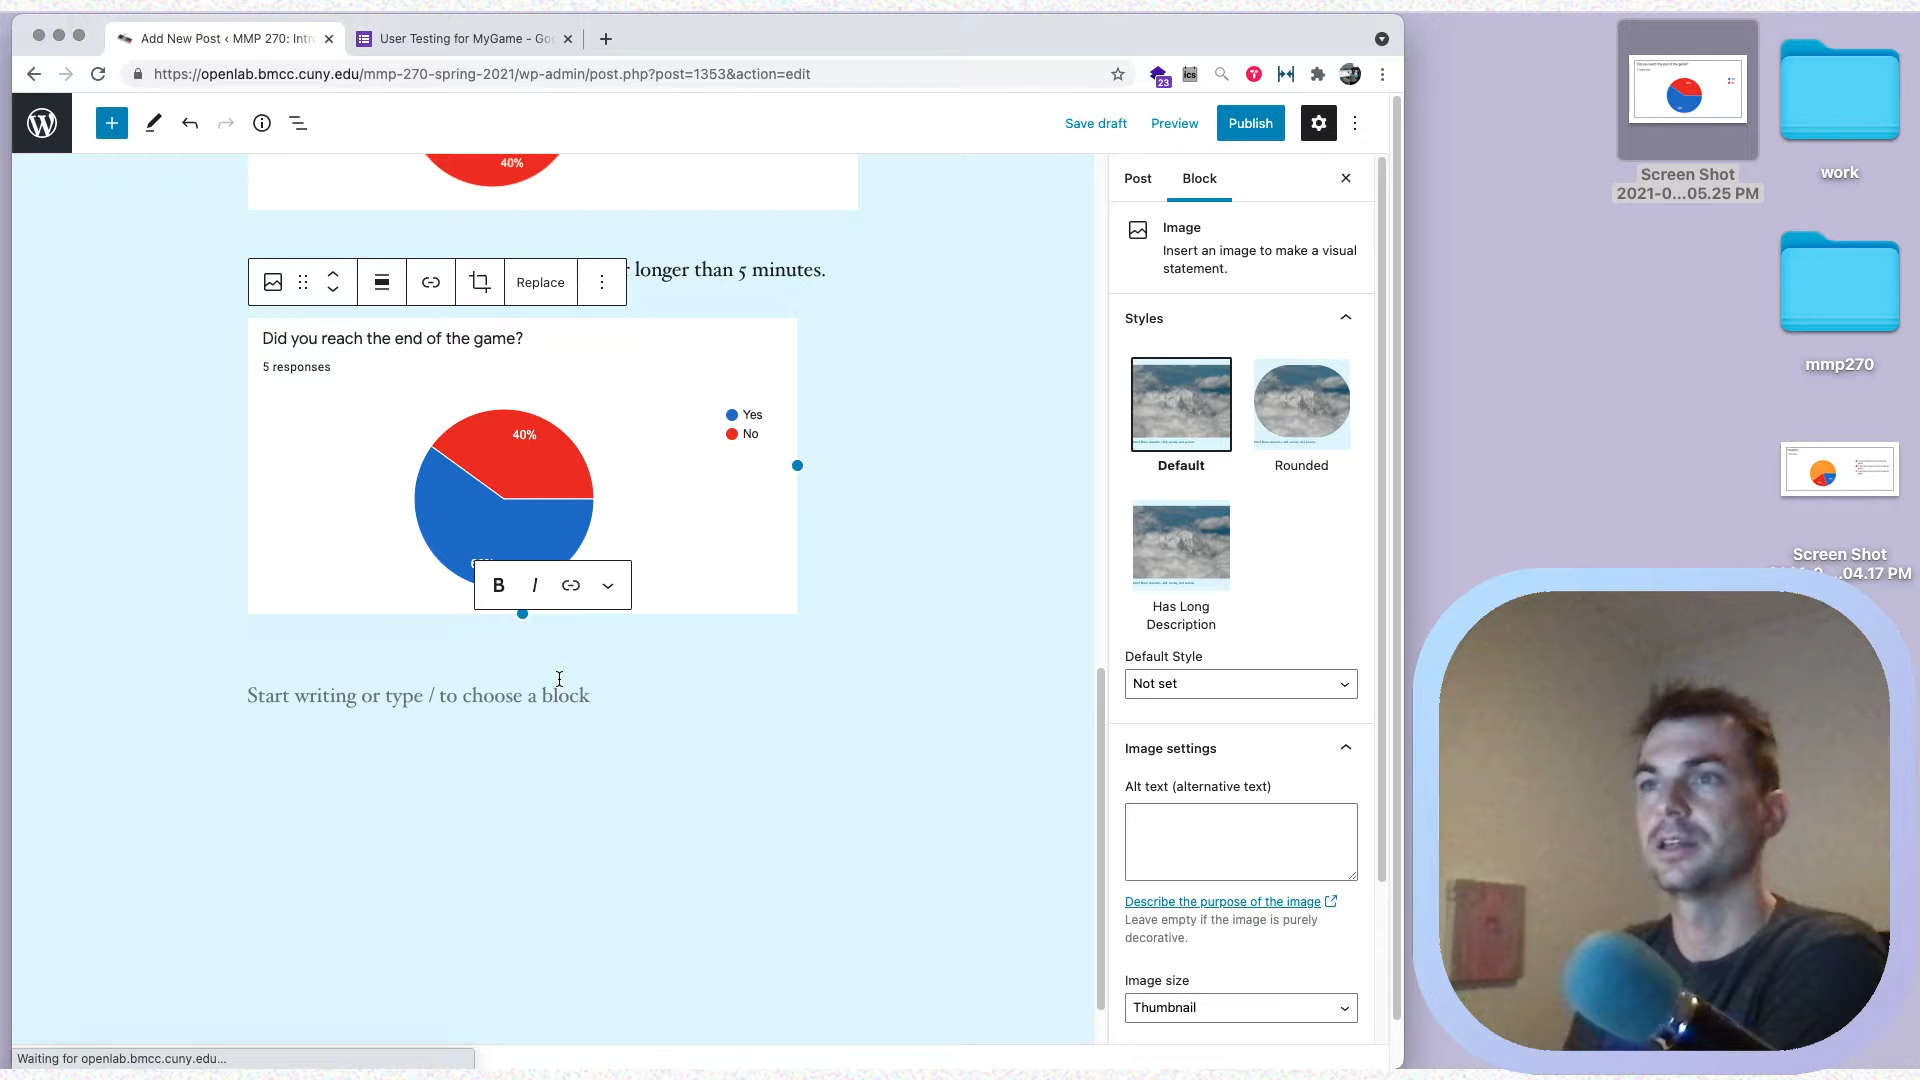 Add New Post ‹ MMP 270: Intr
User Testing for MyGame - Goo
https://openlab.bmcc.cuny.edu/mmp-270-spring-2021/wp-admin/post.php?post=1353&action=edit
23
ics
Save draft
Preview
Publish
40%
longer than 5 minutes.
Replace
Did you reach the end of the game?
5 responses
Yes
No
40%
B I
Start writing or type / to choose a block
Waiting for openlab.bmcc.cuny.edu...
Post
Block
Image
Insert an image to make a visual
statement.
Styles
Default
Rounded
Has Long
Description
Default Style
Not set
Image settings
Alt text (alternative text)
Describe the purpose of the image
Leave empty if the image is purely
decorative.
Image size
Thumbnail
Screen Shot
2021-0...05.25 PM
work
mmp270
Screen Shot
...04.17 PM